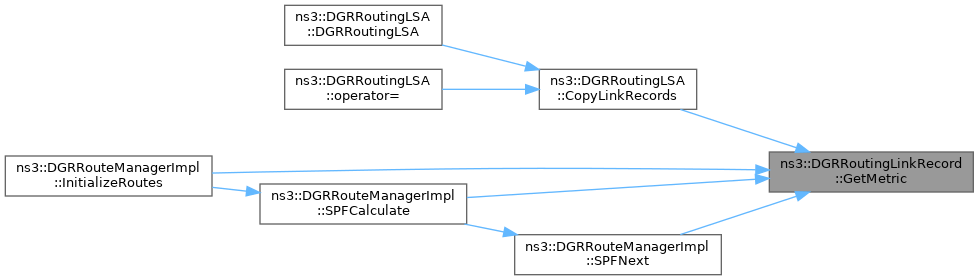 ns3::DGRRoutingLSA
::DGRRoutingLSA
ns3::DGRRoutingLSA
::operator=
ns3::DGRRoutingLSA
::CopyLinkRecords
ns3::DGRRoutingLinkRecord
::GetMetric
ns3::DGRRouteManagerImpl
::InitializeRoutes
ns3::DGRRouteManagerImpl
::SPFCalculate
ns3::DGRRouteManagerImpl
::SPFNext